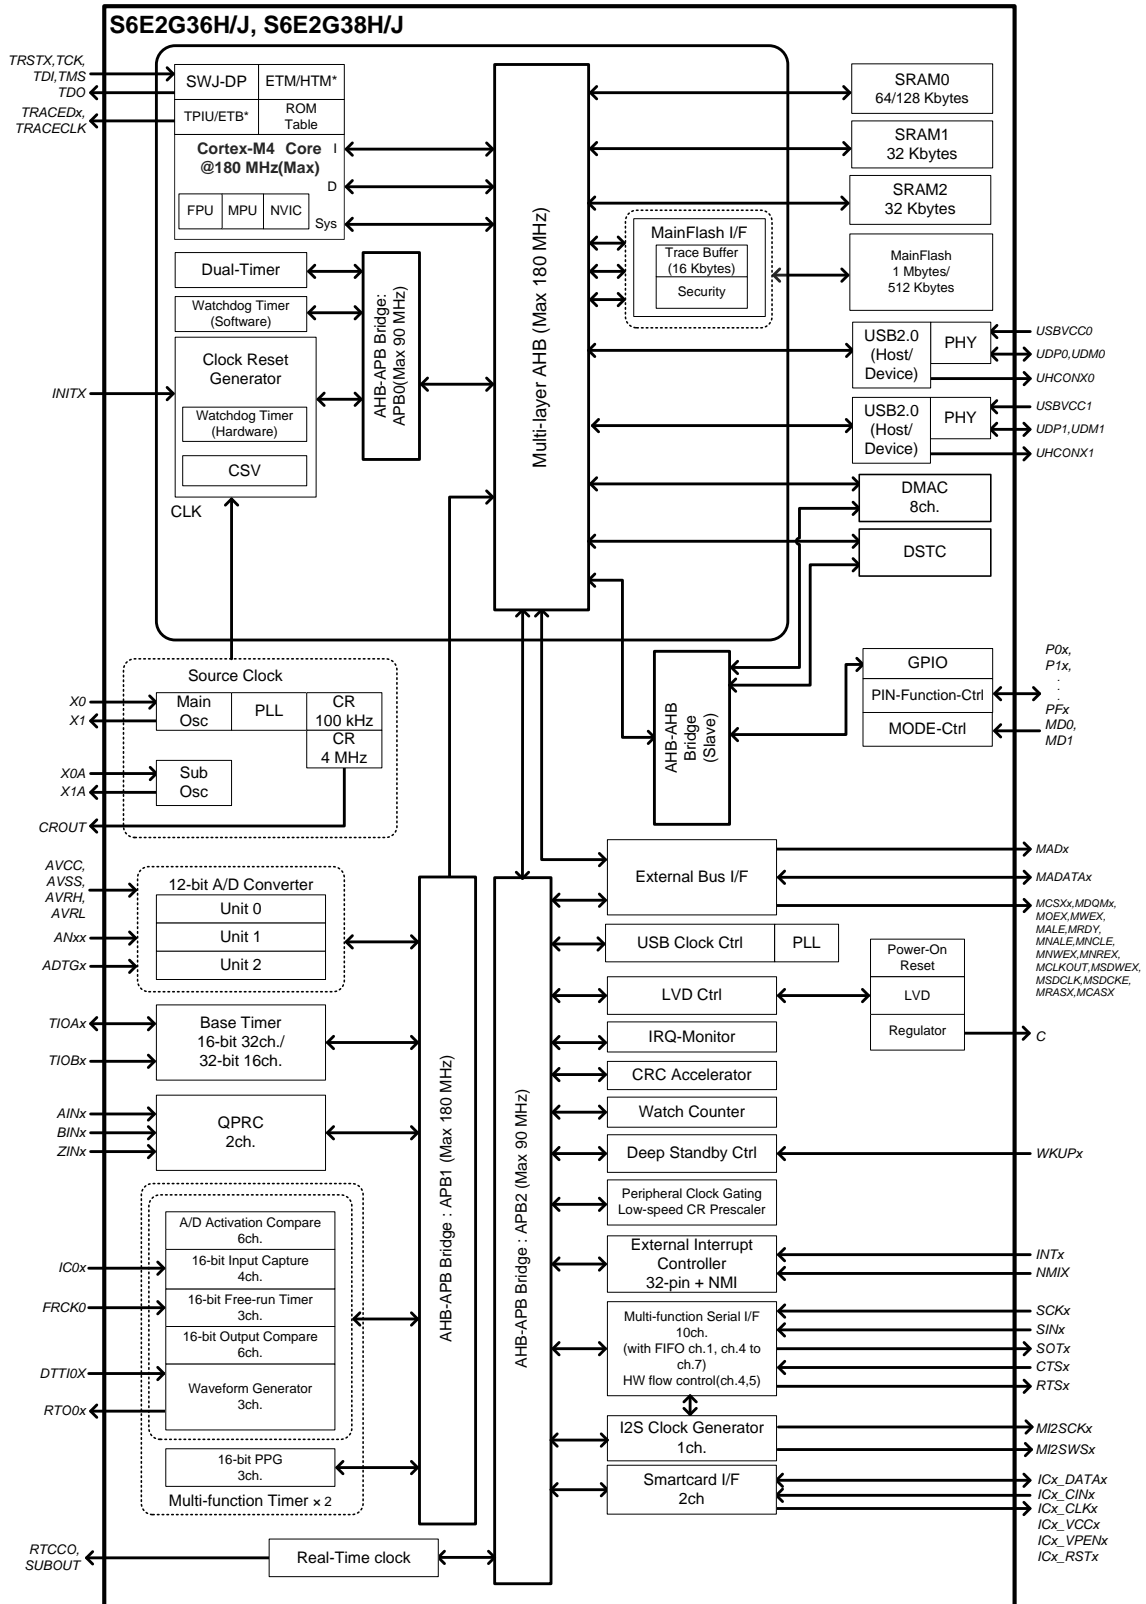 S6E2G36H/J, S6E2G38H/J
TRSTX,TCK,
TDI,TMS
TDO
TRACEDx,
TRACECLK
SWJ-DP
ETM/HTM*
TPIU/ETB*
ROM
Table
Cortex-M4 Core
@180 MHz(Max)
I
D
Sys
FPU
MPU
NVIC
Dual-Timer
Watchdog Timer
(Software)
Clock Reset
Generator
Watchdog Timer
(Hardware)
CSV
CLK
INITX
AHB-APB Bridge:
APB0(Max 90 MHz)
Multi-layer AHB (Max 180 MHz)
SRAM0
64/128 Kbytes
SRAM1
32 Kbytes
SRAM2
32 Kbytes
MainFlash I/F
Trace Buffer
(16 Kbytes)
Security
MainFlash
1 Mbytes/
512 Kbytes
USB2.0
(Host/
Device)
PHY
USBVCC0
UDP0,UDM0
UHCONX0
USB2.0
(Host/
Device)
PHY
USBVCC1
UDP1,UDM1
UHCONX1
DMAC
8ch.
DSTC
AHB-AHB
Bridge
(Slave)
GPIO
PIN-Function-Ctrl
MODE-Ctrl
P0x,
P1x,
.
.
PFx
MD0,
MD1
Source Clock
Main
Osc
PLL
CR
100 kHz
CR
4 MHz
Sub
Osc
X0
X1
X0A
X1A
CROUT
AVCC,
AVSS,
AVRH,
AVRL
ANxx
ADTGx
12-bit A/D Converter
Unit 0
Unit 1
Unit 2
TIOAx
TIOBx
Base Timer
16-bit 32ch./
32-bit 16ch.
AINx
BINx
ZINx
QPRC
2ch.
A/D Activation Compare
6ch.
16-bit Input Capture
4ch.
16-bit Free-run Timer
3ch.
16-bit Output Compare
6ch.
Waveform Generator
3ch.
16-bit PPG
3ch.
Multi-function Timer × 2
IC0x
FRCK0
DTTI0X
RTO0x
RTCCO,
SUBOUT
Real-Time clock
AHB-APB Bridge : APB1 (Max 180 MHz)
AHB-APB Bridge : APB2 (Max 90 MHz)
External Bus I/F
MADx
MADATAx
MCSXx,MDQMx,
MOEX,MWEX,
MALE,MRDY,
MNALE,MNCLE,
MNWEX,MNREX,
MCLKOUT,MSDWEX,
MSDCLK,MSDCKE,
MRASX,MCASX
USB Clock Ctrl
PLL
LVD Ctrl
Power-On
Reset
LVD
Regulator
C
IRQ-Monitor
CRC Accelerator
Watch Counter
Deep Standby Ctrl
WKUPx
Peripheral Clock Gating
Low-speed CR Prescaler
External Interrupt
Controller
32-pin + NMI
INTx
NMIX
Multi-function Serial I/F
10ch.
(with FIFO ch.1, ch.4 to
ch.7)
HW flow control(ch.4,5)
SCKx
SINx
SOTx
CTSx
RTSx
I2S Clock Generator
1ch.
MI2SCKx
MI2SWSx
Smartcard I/F
2ch
ICx_DATAx
ICx_CINx
ICx_CLKx
ICx_VCCx
ICx_VPENx
ICx_RSTx